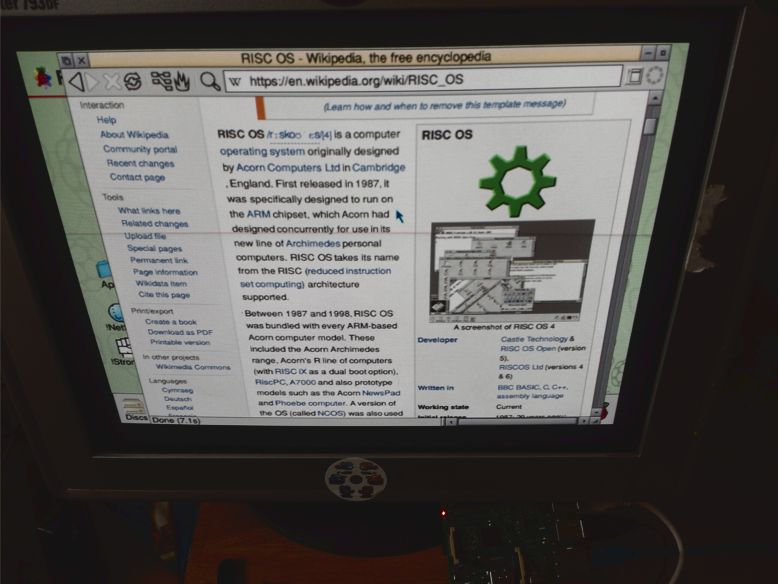 RISC OS - Wikipedia, the free encyclopedia
W https://en.wikipedia.org/wiki/RISC_OS
Interaction
Help
About Wikipedia
Community portal
Recent changes
Contact page
Tools
What links here
Related changes
Upload file
Special pages
Permanent link
Page information
Wikidata item
Cite this page
Print/export
Create a book
Download as PDF
Printable version
In other projects
Wikimedia Commons
Languages
Cymraeg
Deutsch
Español
Discs
Done (7.1s)
(Learn how and when to remove this template message)
RISC OS
is a computer
operating system originally designed
by Acorn Computers Ltd in Cambridge
, England. First released in 1987, it
was specifically designed to run on
the ARM chipset, which Acorn had
designed concurrently for use in its
new line of Archimedes personal
computers. RISC OS takes its name
from the RISC (reduced instruction
set computing) architecture
supported.
Between 1987 and 1998, RISC OS
was bundled with every ARM-based
Acorn computer model. These
included the Acorn Archimedes
range, Acorn's R line of computers
(with RISC iX as a dual boot option),
RiscPC, A7000 and also prototype
models such as the Acorn NewsPad
and Phoebe computer. A version of
the OS (called NCOS) was also used
RISC OS
A screenshot of RISC OS 4
Developer
Castle Technology &
RISC OS Open (version
5),
RISCOS Ltd (versions 4
& 6)
Written in
BBC BASIC, C, C++,
assembly language
Working state
Current